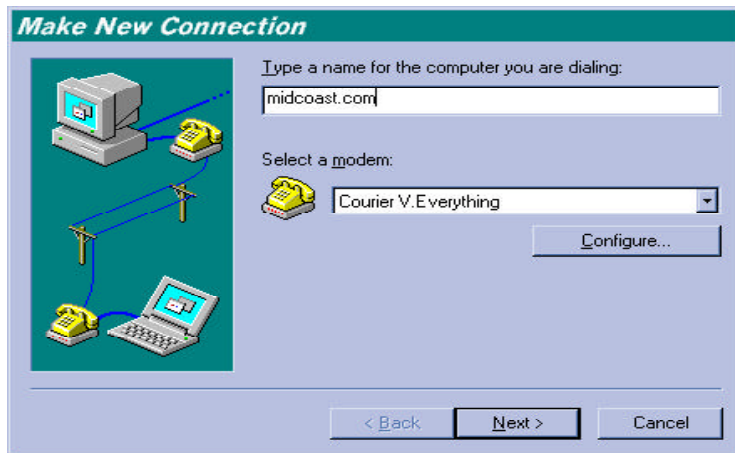 Make New Connection
Type a name for the computer you are dialing:
midcoast.com
Select a modem:
Courier V.Everything
Configure...
< Back
Next >
Cancel